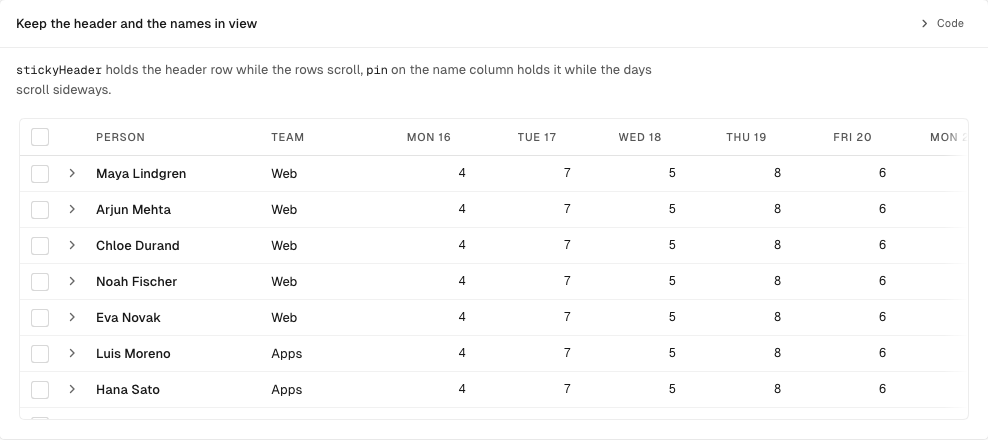 Keep the header and the names in view
Code
stickyHeader holds the header row while the rows scroll, pin on the name column holds it while the days
scroll sideways.
PERSON TEAM MON 16 TUE 17 WED 18 THU 19 FRI 20 MON
Maya Lindgren Web 4 7 5 8 6
Arjun Mehta Web 4 7 5 8 6
Chloe Durand Web 4 7 5 8 6
Noah Fischer Web 4 7 5 8 6
Eva Novak Web 4 7 5 8 6
Luis Moreno Apps 4 7 5 8 6
Hana Sato Apps 4 7 5 8 6